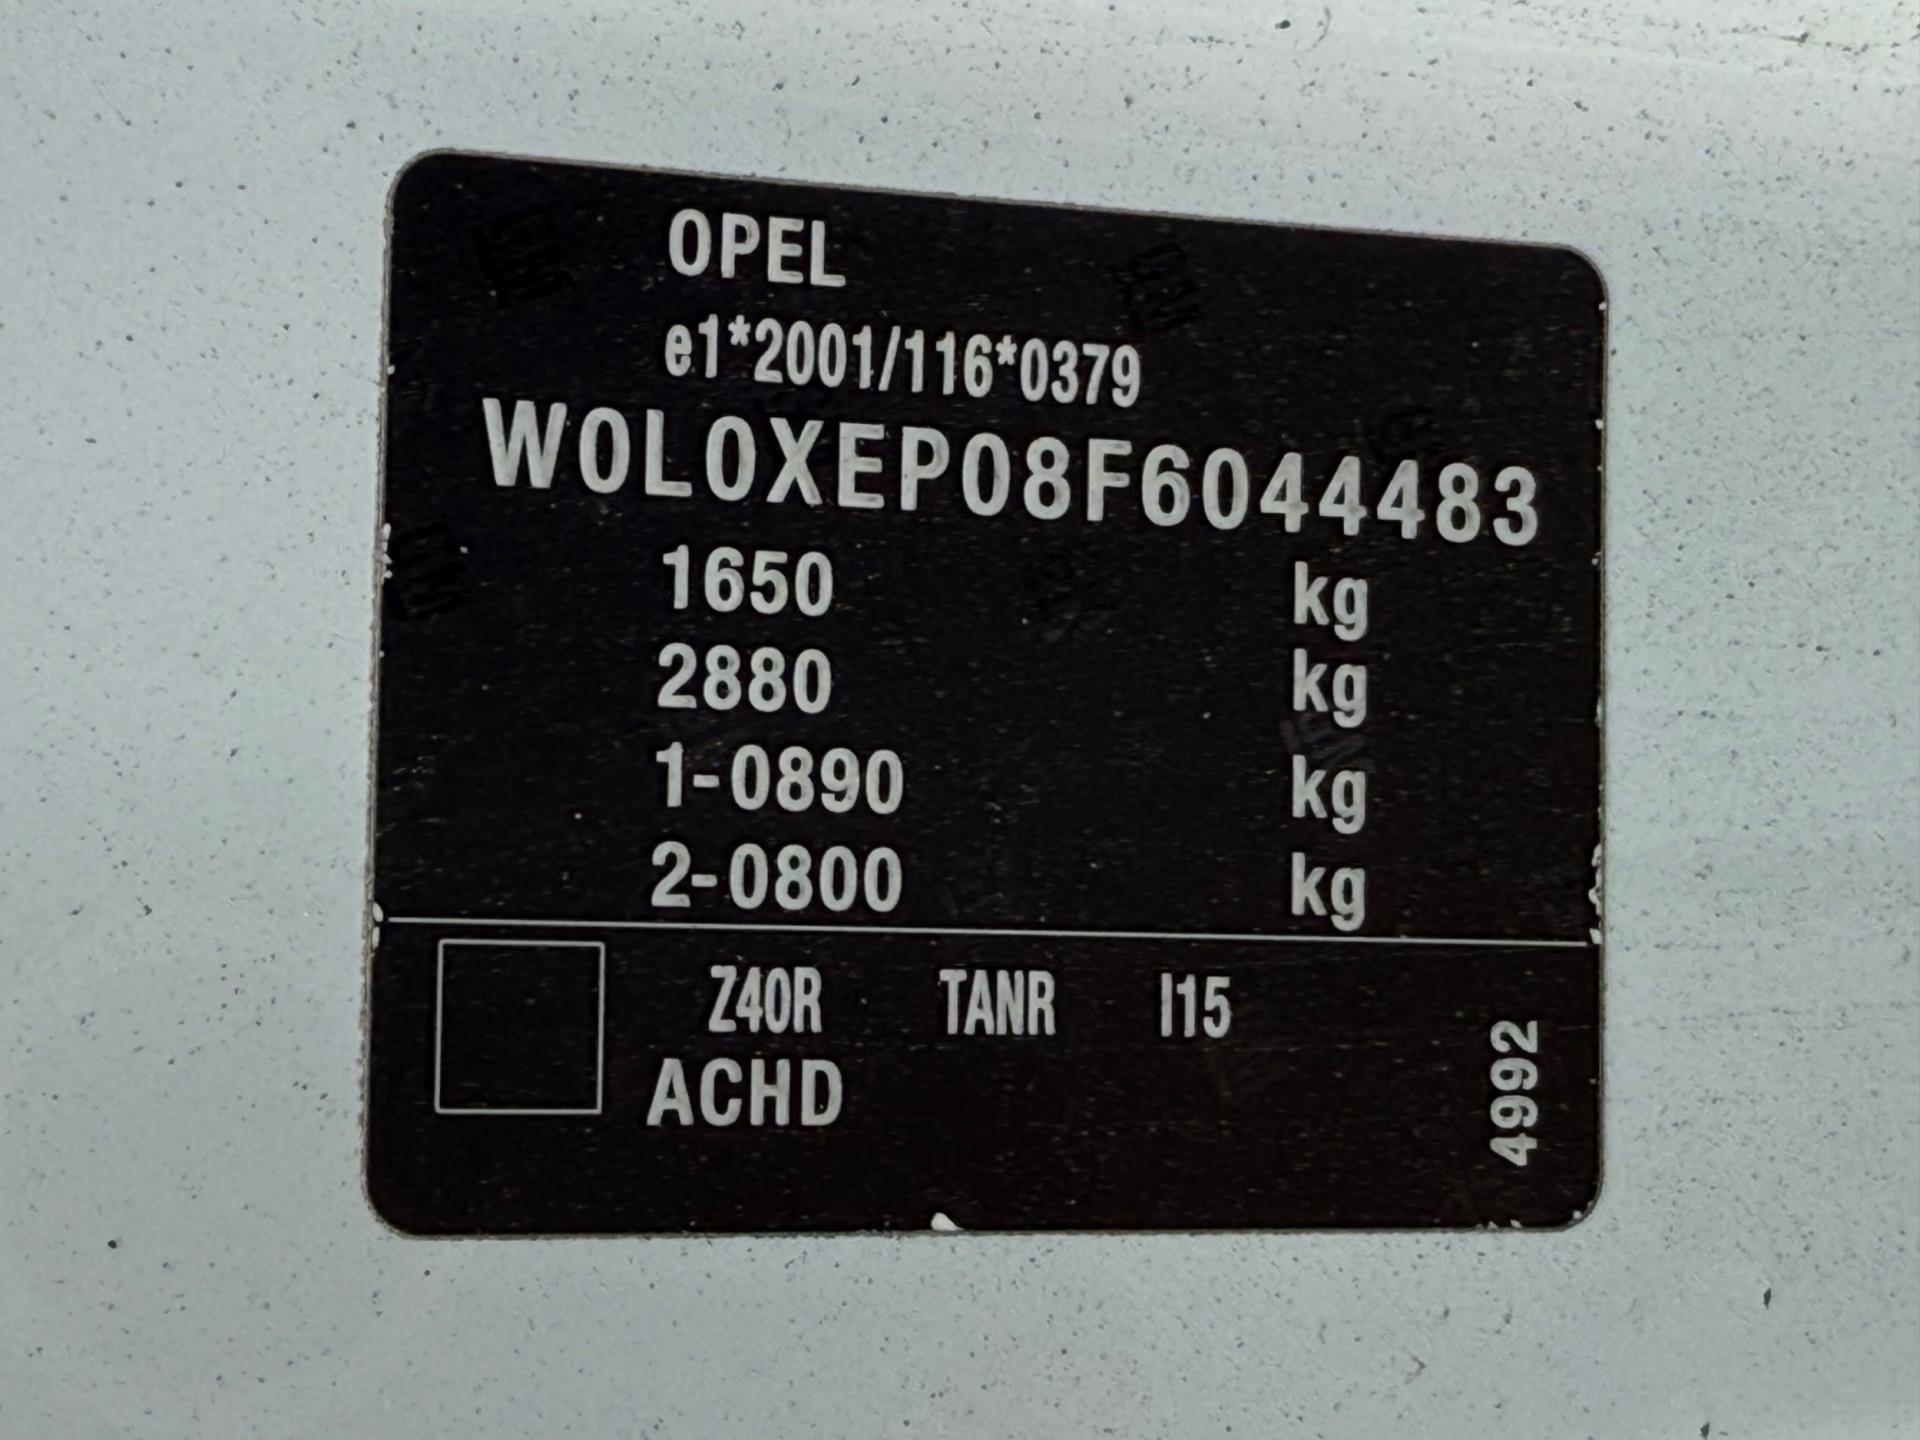 OPEL
e1*2001/116*0379
W0L0XEP08F6044483
1650 kg
2880 kg
1-0890 kg
2-0800 kg
Z40R TANR I15
ACHD
4992